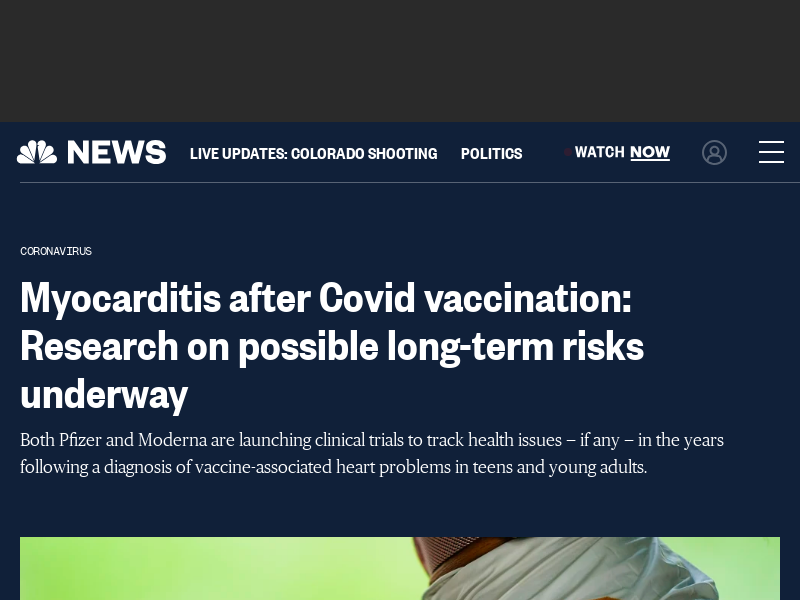 NEWS LIVE UPDATES: COLORADO SHOOTING POLITICS WATCH NOW
CORONAVIRUS
Myocarditis after Covid vaccination:
Research on possible long-term risks
underway
Both Pfizer and Moderna are launching clinical trials to track health issues — if any — in the years
following a diagnosis of vaccine-associated heart problems in teens and young adults.